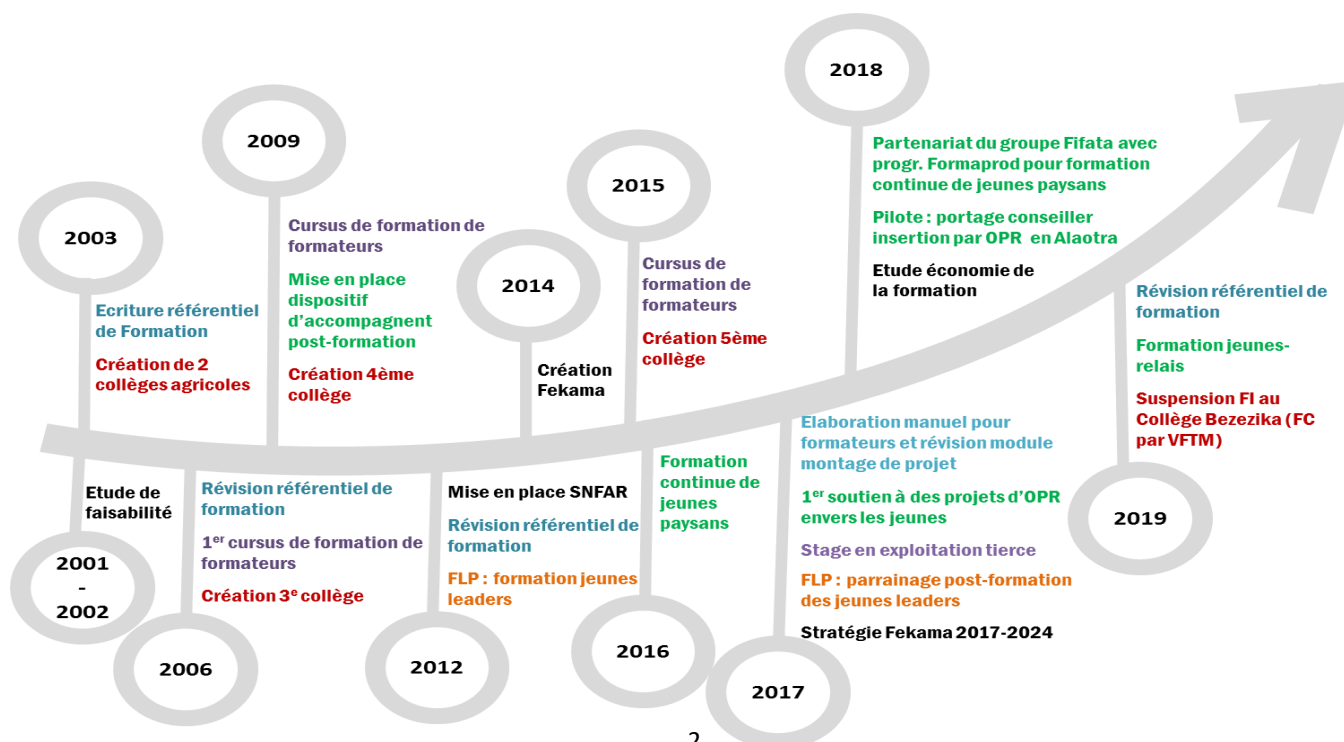 2001
-
2002
Etude de
faisabilité
2003
Ecriture référentiel
de Formation
Création de 2
collèges agricoles
2006
Révision référentiel de
formation
1er cursus de formation de
formateurs
Création 3e collège
2009
Cursus de formation de
formateurs
Mise en place
dispositif
d'accompagnent
post-formation
Création 4ème
collège
2012
Mise en place SNFAR
Révision référentiel de
formation
FLP : formation jeunes
leaders
2014
Création
Fekama
2015
Cursus de
formation de
formateurs
Création 5ème
collège
2016
Formation
continue de
jeunes
paysans
2017
Elaboration manuel pour
formateurs et révision module
montage de projet
1er soutien à des projets d'OPR
envers les jeunes
Stage en exploitation tierce
FLP : parrainage post-formation
des jeunes leaders
Stratégie Fekama 2017-2024
2018
Partenariat du groupe Fifata avec
progr. Formaprod pour formation
continue de jeunes paysans
Pilote : portage conseiller
insertion par OPR en Alaotra
Etude économie de
la formation
2019
Révision référentiel de
formation
Formation jeunes-
relais
Suspension FI au
Collège Bezezika (FC
par VFTM)
2